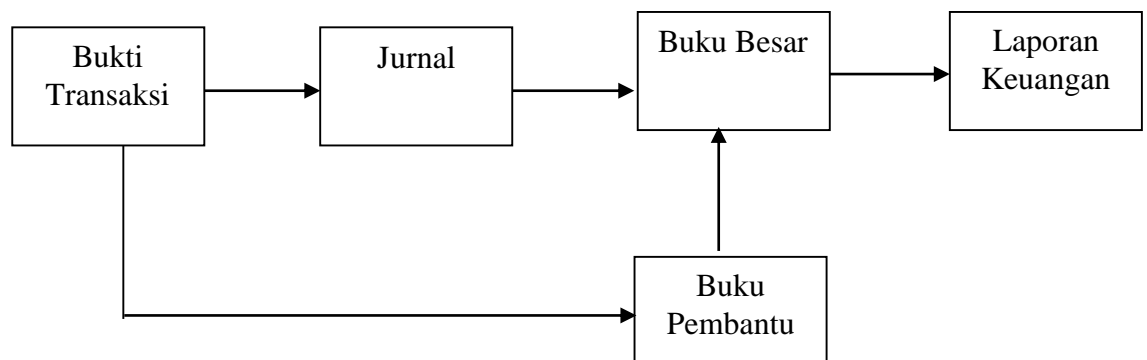 Bukti
Transaksi
Jurnal
Buku Besar
Laporan
Keuangan
Buku
Pembantu